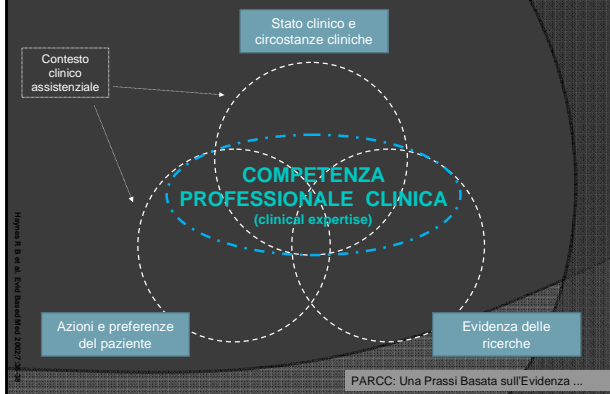 Stato clinico e
circostanze cliniche
Contesto
clinico
assistenziale
COMPETENZA
PROFESSIONALE CLINICA
(clinical expertise)
Haynes R B et al. Evid Based Med 2002;7:36-38
Azioni e preferenze
del paziente
Evidenza delle
ricerche
PARCC: Una Prassi Basata sull'Evidenza ...